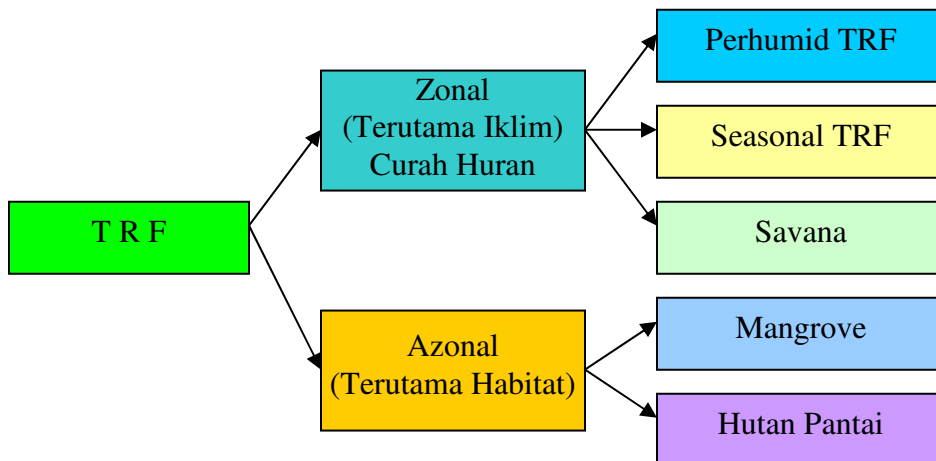 T R F
Zonal
(Terutama Iklim)
Curah Huran
Azonal
(Terutama Habitat)
Perhumid TRF
Seasonal TRF
Savana
Mangrove
Hutan Pantai